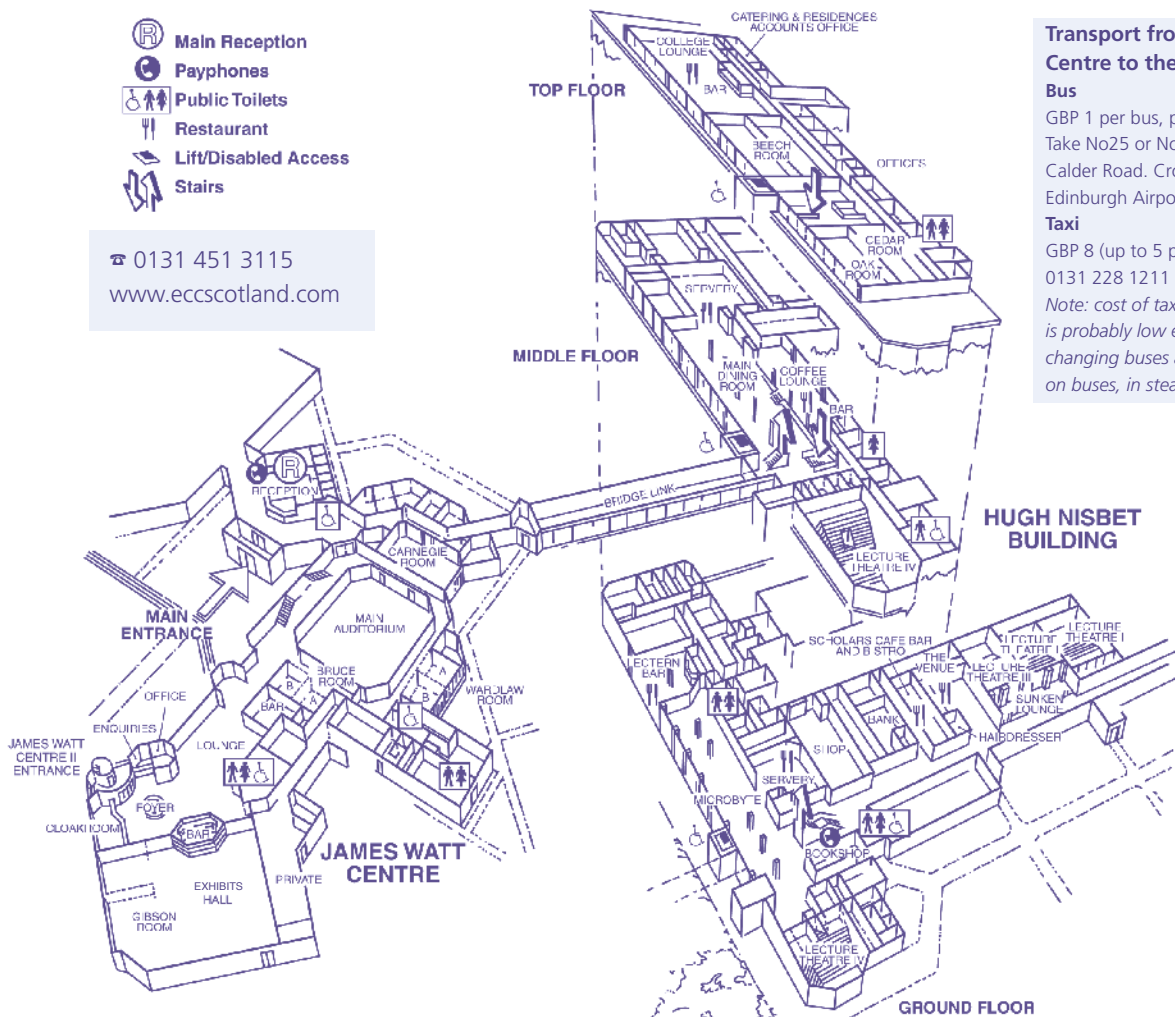 Main Reception
Payphones
Public Toilets
Restaurant
Lift/Disabled Access
Stairs
☎ 0131 451 3115
www.eccscotland.com
CATERING & RESIDENCES
ACCOUNTS OFFICE
COLLEGE
LOUNGE
BAR
TOP FLOOR
BEECH
ROOM
OFFICES
CEDAR
ROOM
OAK
ROOM
SERVERY
MIDDLE FLOOR
MAIN
DINING
ROOM
COFFEE
LOUNGE
BAR
BRIDGE LINK
LECTURE
THEATRE IV
HUGH NISBET
BUILDING
R
RECEPTION
CARNEGIE
ROOM
MAIN
ENTRANCE
MAIN
AUDITORIUM
BRUCE
ROOM
B
A
BAR
A
B
WARDLAW
ROOM
OFFICE
ENQUIRIES
LOUNGE
JAMES WATT
CENTRE II
ENTRANCE
FOYER
CLOAKROOM
BAR
JAMES WATT
CENTRE
PRIVATE
EXHIBITS
HALL
GIBSON
ROOM
SCHOLARS CAFE BAR
AND BISTRO
THE
VENUE
LECTURE
THEATRE I
LECTURE
THEATRE III
LECTURE
THEATRE I
SUNKEN
LOUNGE
LECTERN
BAR
BANK
HAIRDRESSER
SHOP
SERVERY
MICROBYTE
BOOKSHOP
LECTURE
THEATRE IV
GROUND FLOOR
Transport fro
Centre to the
Bus
GBP 1 per bus, p
Take No25 or No
Calder Road. Cro
Edinburgh Airpo
Taxi
GBP 8 (up to 5 p
0131 228 1211
Note: cost of tax
is probably low e
changing buses a
on buses, in stea